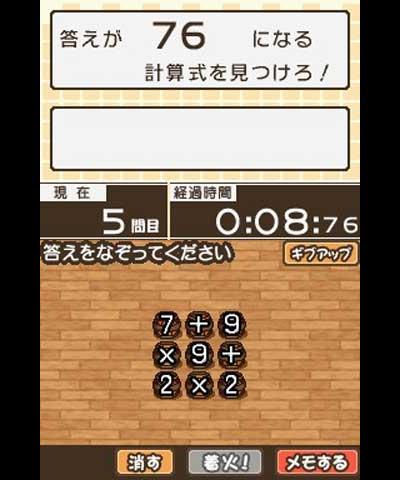 答えが 76 になる
計算式を見つけろ！
現在
経過時間
5問目
0:08:76
答えをなぞってください
ギブアップ
7+9
×9+
2×2
消す
着火！
メモする